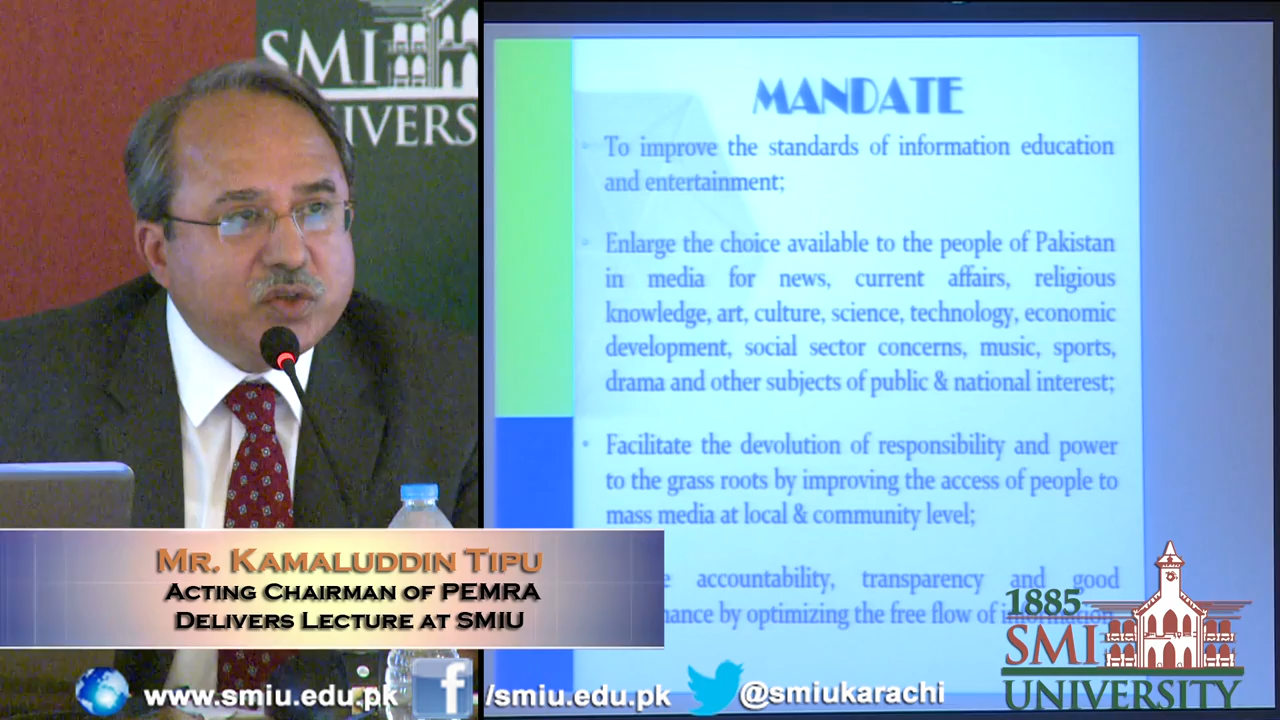 SMI
UNIVERS
MANDATE
To improve the standards of information education
and entertainment;
Enlarge the choice available to the people of Pakistan
in media for news, current affairs, religious
knowledge, art, culture, science, technology, economic
development, social sector concerns, music, sports,
drama and other subjects of public & national interest;
Facilitate the devolution of responsibility and power
to the grass roots by improving the access of people to
mass media at local & community level;
accountability, transparency and good
by optimizing the free flow of information
MR. KAMALUDDIN TIPU
ACTING CHAIRMAN OF PEMRA
DELIVERS LECTURE AT SMIU
www.smiu.edu.pk
f
/smiu.edu.pk
@smiukarachi
1885
SMI
UNIVERSITY